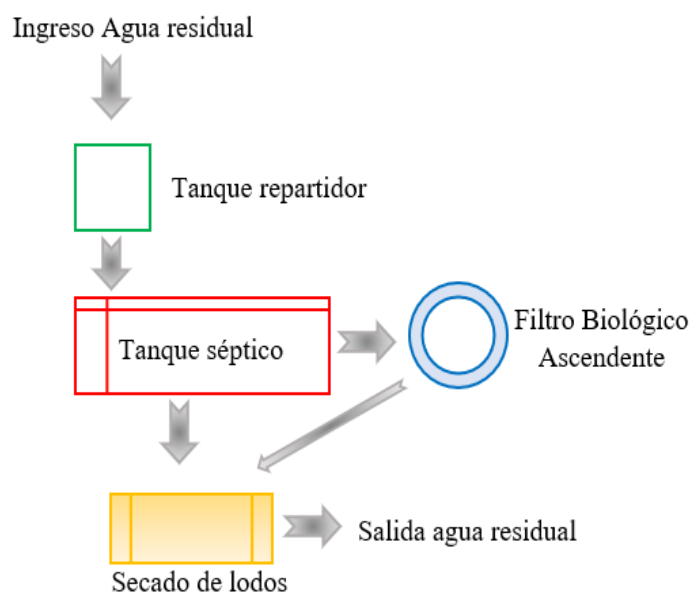 Ingreso Agua residual
Tanque repartidor
Tanque séptico
Filtro Biológico
Ascendente
Salida agua residual
Secado de lodos